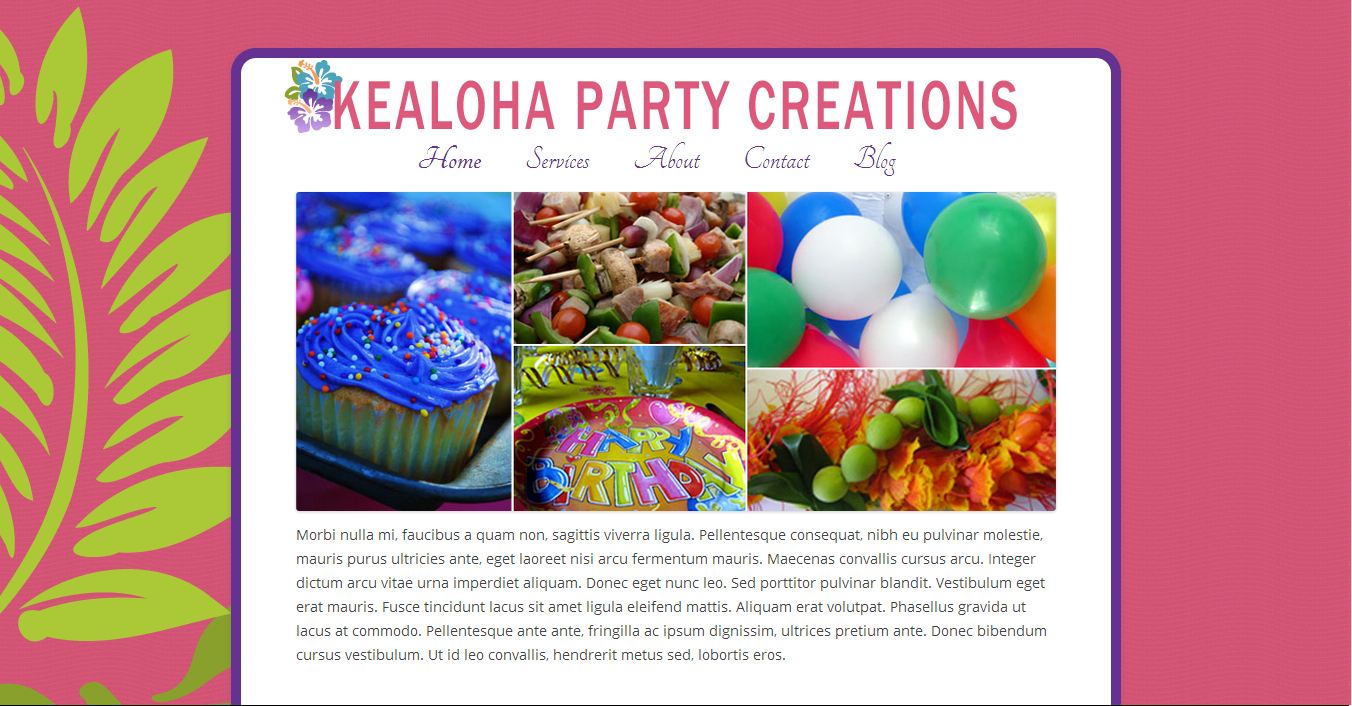 KEALOHA PARTY CREATIONS
Home Services About Contact Blog
HAPPY
BIRTHDAY
Morbi nulla mi, faucibus a quam non, sagittis viverra ligula. Pellentesque consequat, nibh eu pulvinar molestie,
mauris purus ultricies ante, eget laoreet nisi arcu fermentum mauris. Maecenas convallis cursus arcu. Integer
dictum arcu vitae urna imperdiet aliquam. Donec eget nunc leo. Sed porttitor pulvinar blandit. Vestibulum eget
erat mauris. Fusce tincidunt lacus sit amet ligula eleifend mattis. Aliquam erat volutpat. Phasellus gravida ut
lacus at commodo. Pellentesque ante ante, fringilla ac ipsum dignissim, ultrices pretium ante. Donec bibendum
cursus vestibulum. Ut id leo convallis, hendrerit metus sed, lobortis eros.